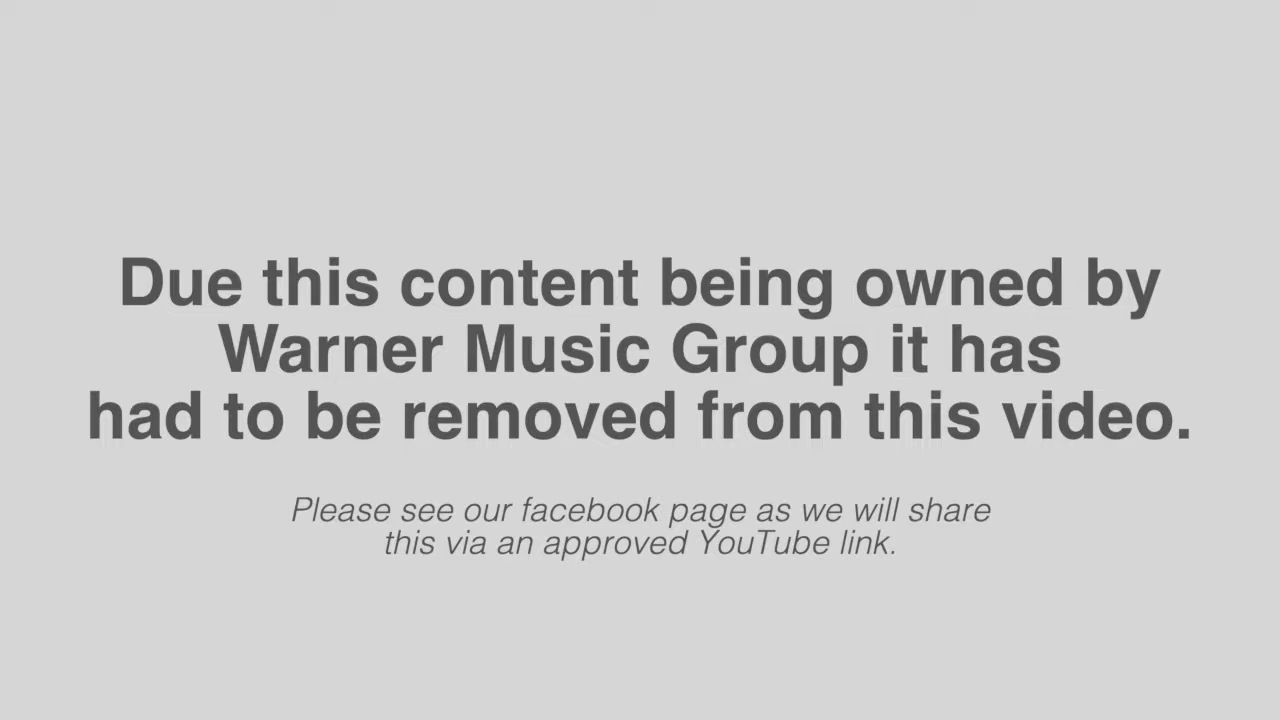 Due this content being owned by
Warner Music Group it has
had to be removed from this video.
Please see our facebook page as we will share
this via an approved YouTube link.